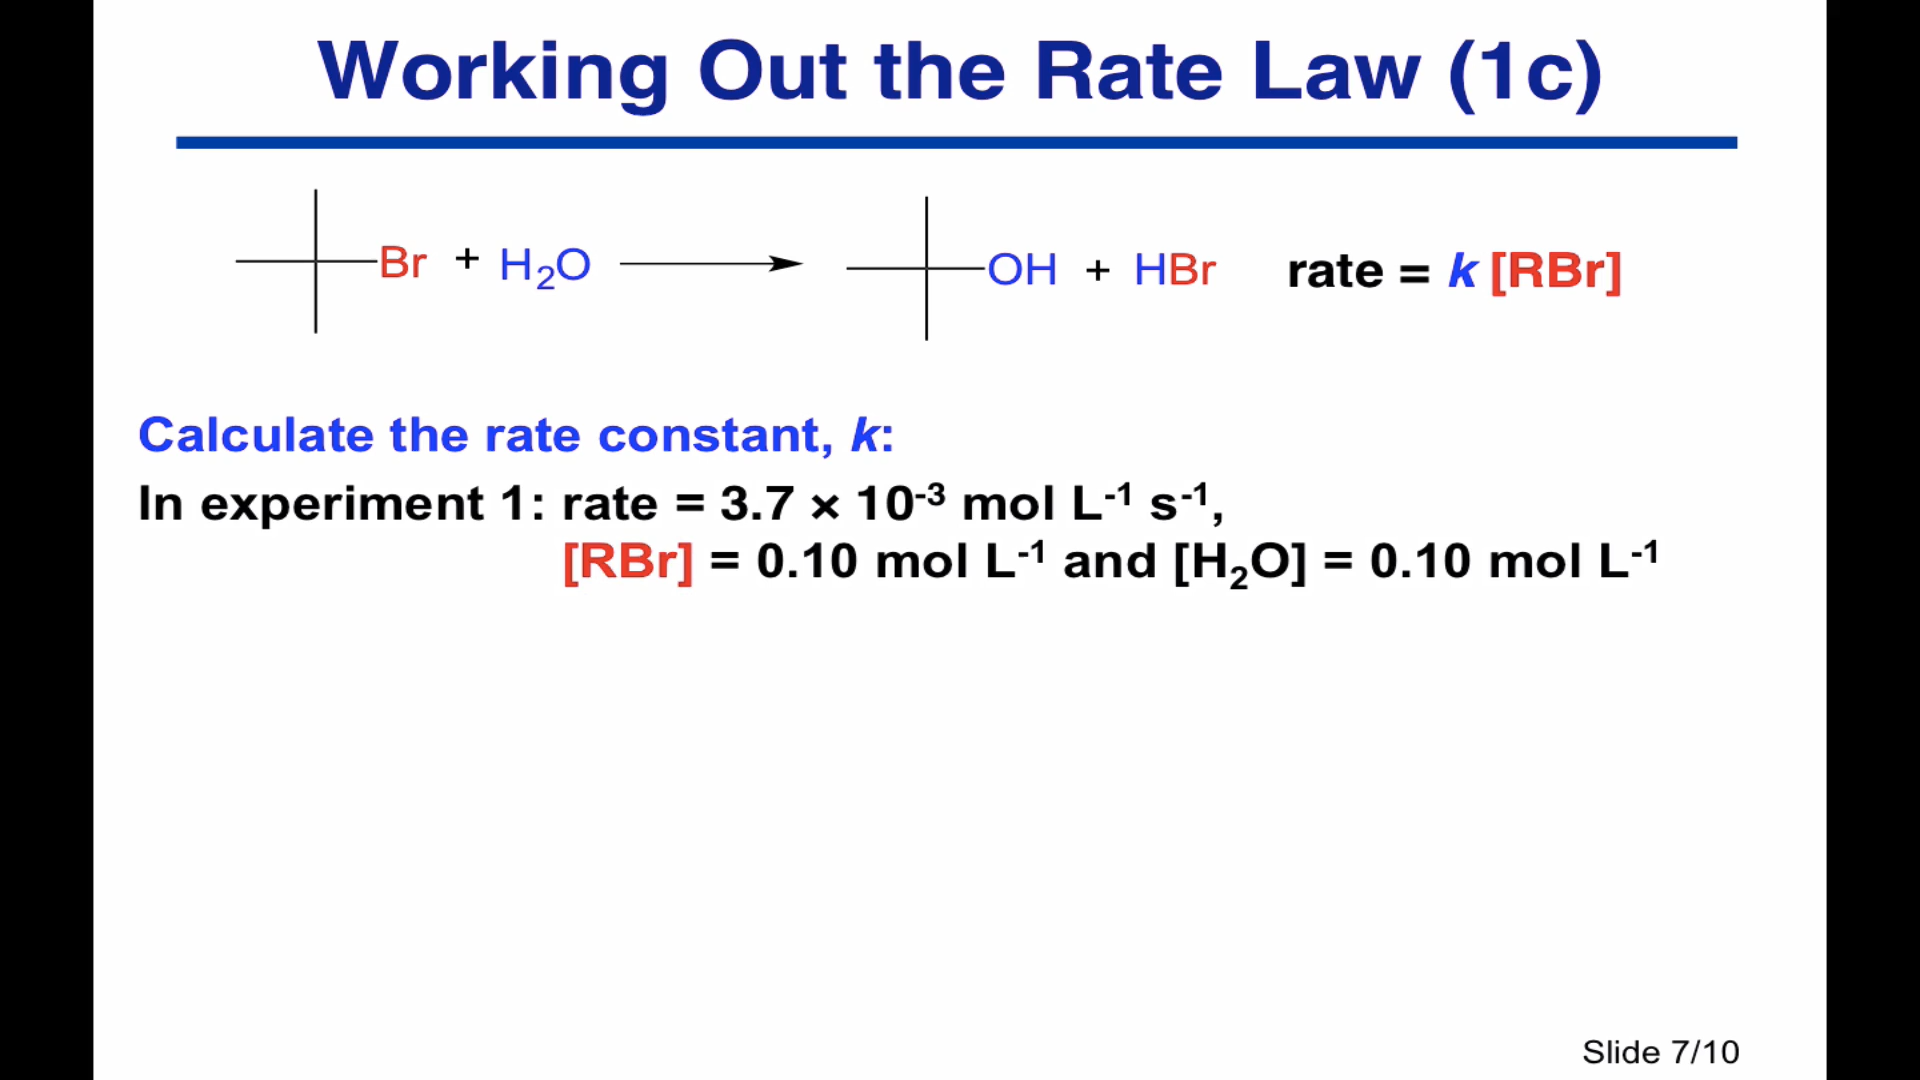 Working Out the Rate Law (1c)
Br + H₂O OH + HBr rate = k [RBr]
Calculate the rate constant, k:
In experiment 1: rate = 3.7 × 10⁻³ mol L⁻¹ s⁻¹,
[RBr] = 0.10 mol L⁻¹ and [H₂O] = 0.10 mol L⁻¹
Slide 7/10